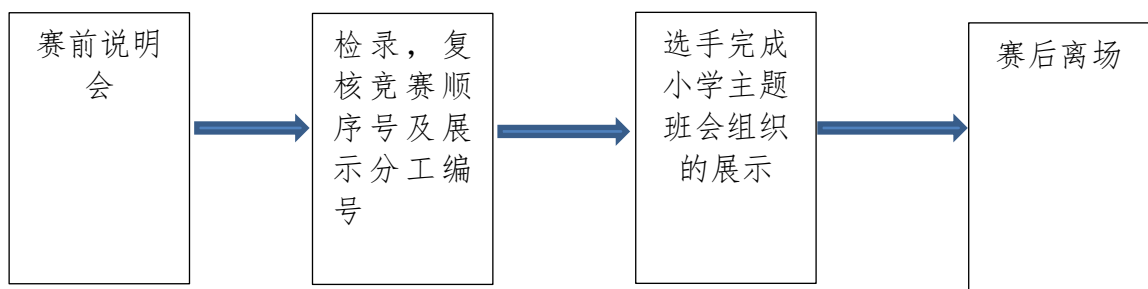 赛前说明
会
检录，复
核竞赛顺
序号及展
示分工编
号
选手完成
小学主题
班会组织
的展示
赛后离场